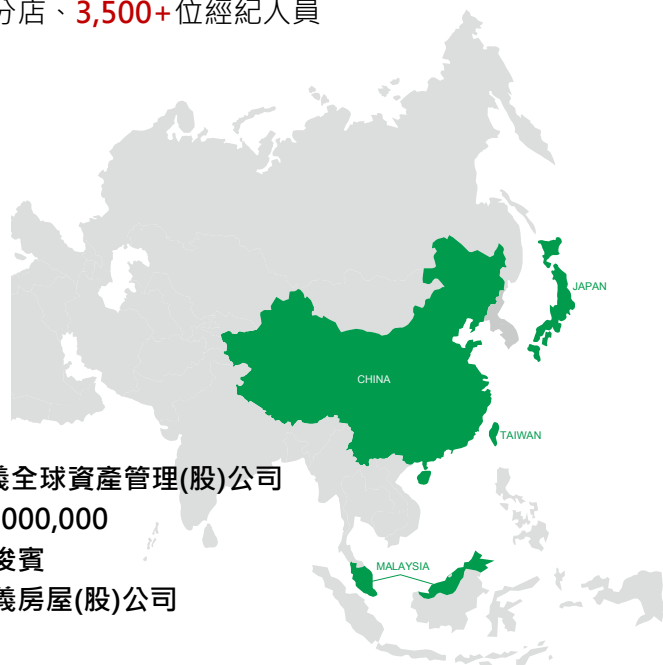 分店、3,500+位經紀人員
JAPAN
CHINA
TAIWAN
義全球資產管理(股)公司
000,000
MALAYSIA
俊賓
義房屋(股)公司